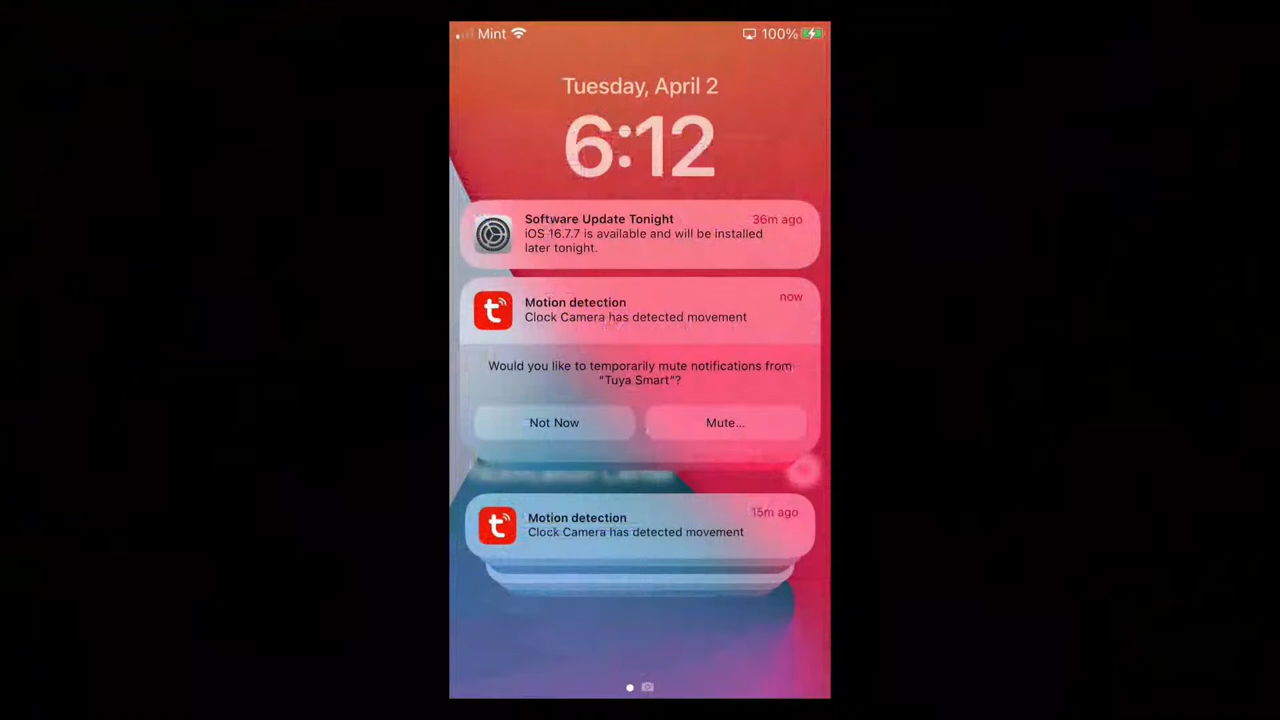 Mint 100%
Tuesday, April 2
6:12
Software Update Tonight 36m ago
iOS 16.7.7 is available and will be installed
later tonight.
Motion detection now
Clock Camera has detected movement
Would you like to temporarily mute notifications from
“Tuya Smart”?
Not Now Mute...
Motion detection 15m ago
Clock Camera has detected movement